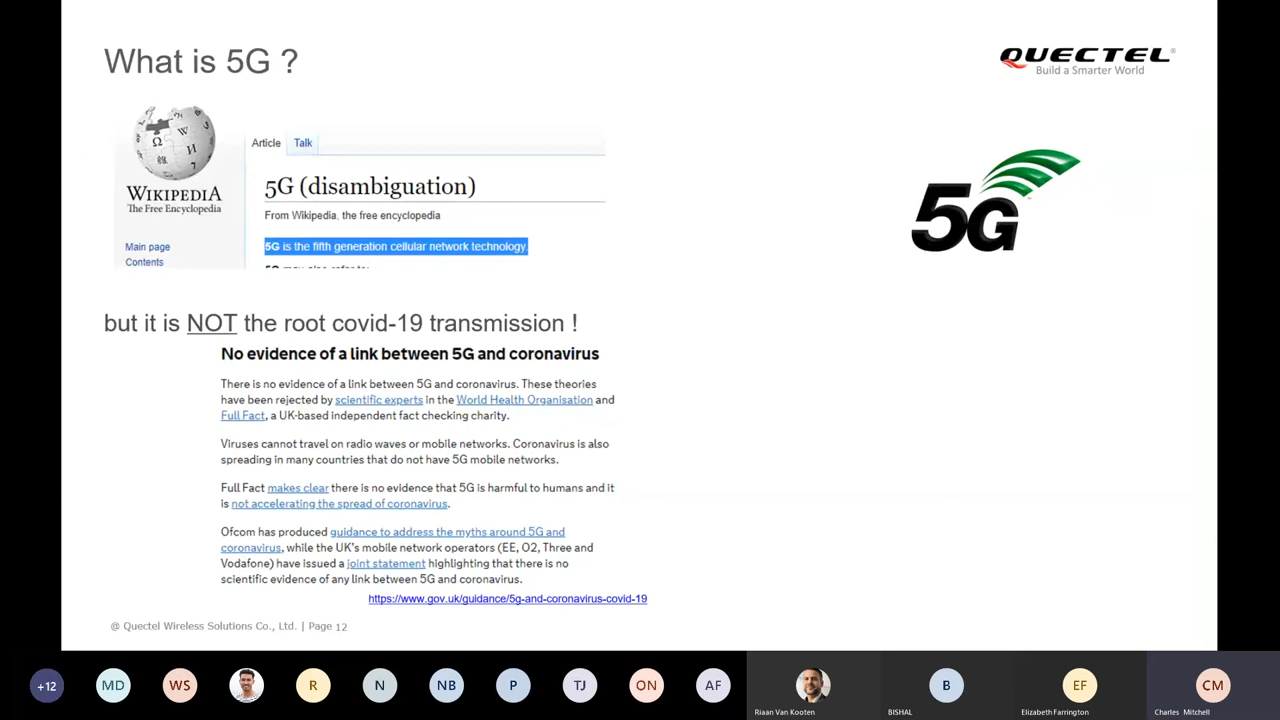 What is 5G ?
QUECTEL
Build a Smarter World
WIKIPEDIA
The Free Encyclopedia
Main page
Contents
Article Talk
5G (disambiguation)
From Wikipedia, the free encyclopedia
5G is the fifth generation cellular network technology.
5G may also refer to:
5G
but it is NOT the root covid-19 transmission !
No evidence of a link between 5G and coronavirus
There is no evidence of a link between 5G and coronavirus. These theories
have been rejected by scientific experts in the World Health Organisation and
Full Fact, a UK-based independent fact checking charity.
Viruses cannot travel on radio waves or mobile networks. Coronavirus is also
spreading in many countries that do not have 5G mobile networks.
Full Fact makes clear there is no evidence that 5G is harmful to humans and it
is not accelerating the spread of coronavirus.
Ofcom has produced guidance to address the myths around 5G and
coronavirus, while the UK's mobile network operators (EE, O2, Three and
Vodafone) have issued a joint statement highlighting that there is no
scientific evidence of any link between 5G and coronavirus.
https://www.gov.uk/guidance/5g-and-coronavirus-covid-19
@ Quectel Wireless Solutions Co., Ltd. | Page 12
+12 MD WS R N NB P TJ ON AF B EF CM
Riaan Van Kooten BISHAL Elizabeth Farrington Charles Mitchell